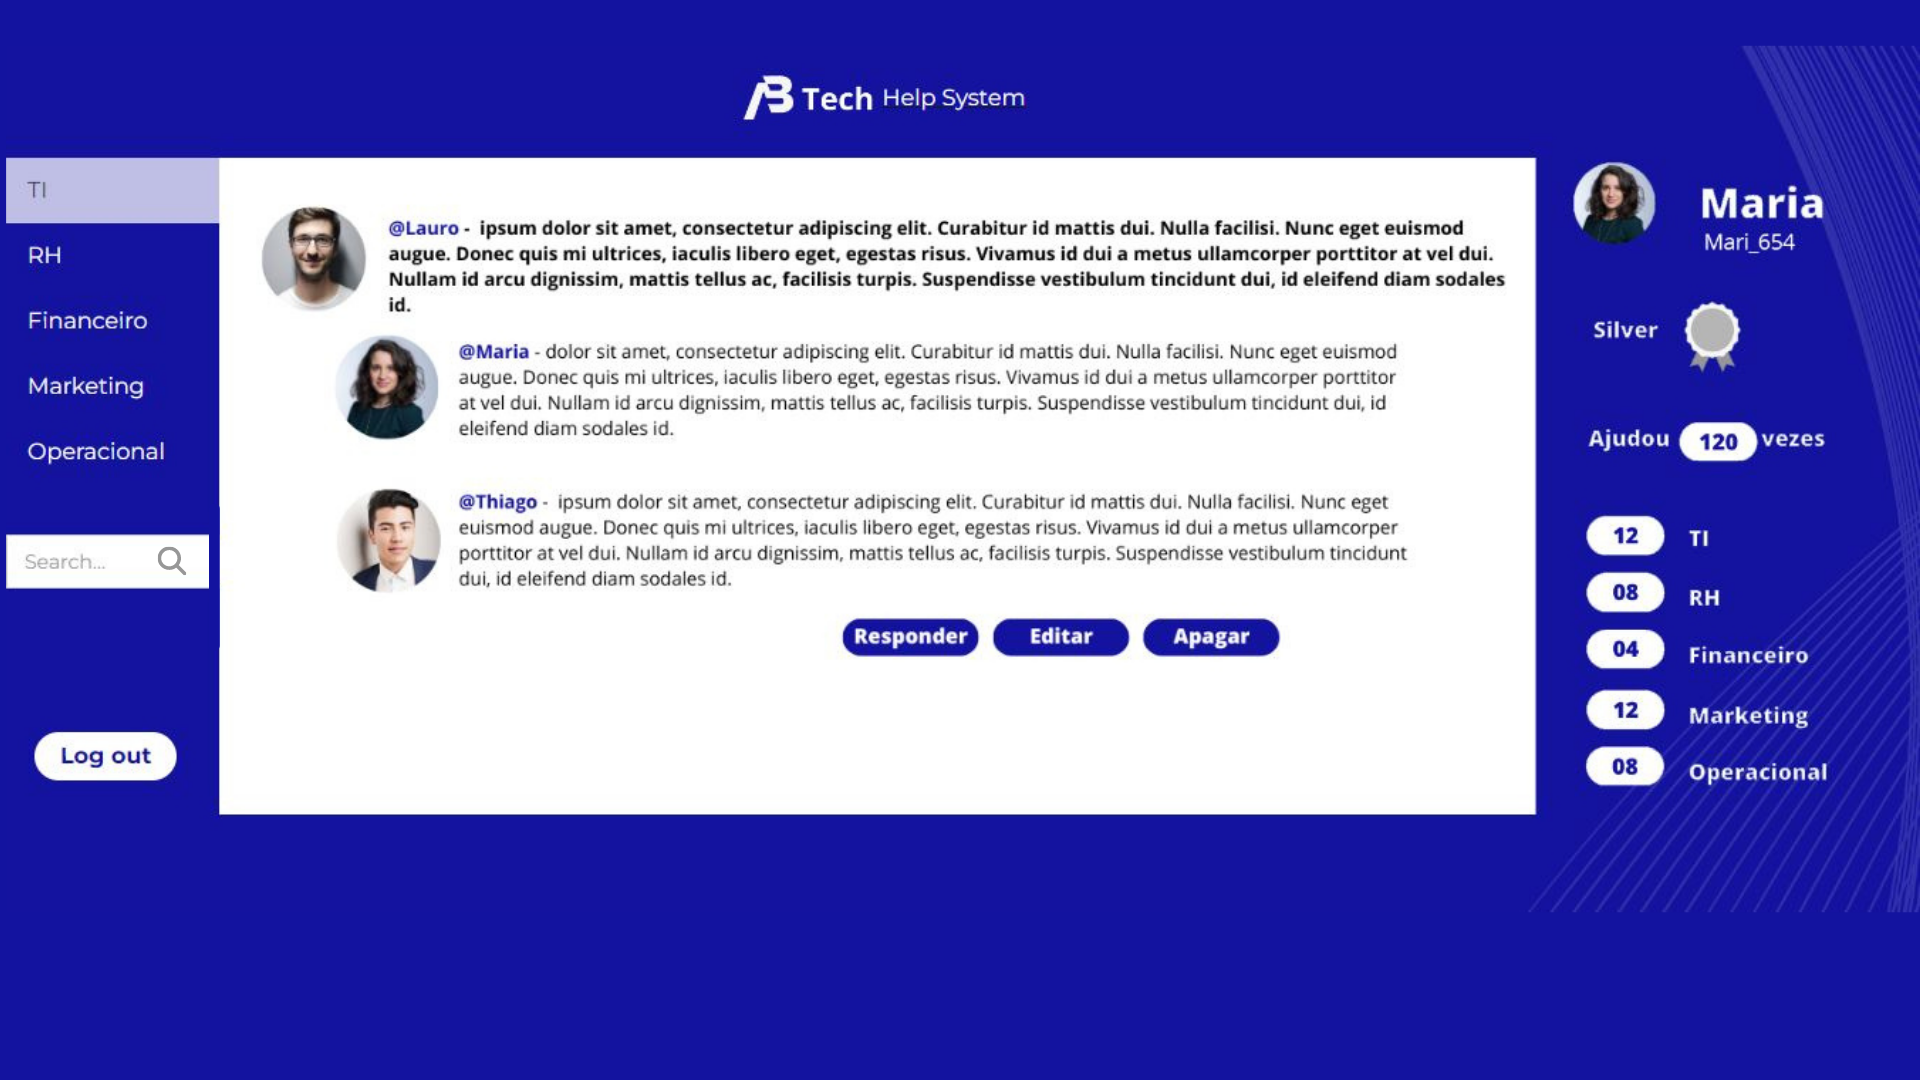 B Tech Help System
TI
RH
Financeiro
Marketing
Operacional
Search...
Log out
@Lauro - ipsum dolor sit amet, consectetur adipiscing elit. Curabitur id mattis dui. Nulla facilisi. Nunc eget euismod
augue. Donec quis mi ultrices, iaculis libero eget, egestas risus. Vivamus id dui a metus ullamcorper porttitor at vel dui.
Nullam id arcu dignissim, mattis tellus ac, facilisis turpis. Suspendisse vestibulum tincidunt dui, id eleifend diam sodales
id.
@Maria - dolor sit amet, consectetur adipiscing elit. Curabitur id mattis dui. Nulla facilisi. Nunc eget euismod
augue. Donec quis mi ultrices, iaculis libero eget, egestas risus. Vivamus id dui a metus ullamcorper porttitor
at vel dui. Nullam id arcu dignissim, mattis tellus ac, facilisis turpis. Suspendisse vestibulum tincidunt dui, id
eleifend diam sodales id.
@Thiago - ipsum dolor sit amet, consectetur adipiscing elit. Curabitur id mattis dui. Nulla facilisi. Nunc eget
euismod augue. Donec quis mi ultrices, iaculis libero eget, egestas risus. Vivamus id dui a metus ullamcorper
porttitor at vel dui. Nullam id arcu dignissim, mattis tellus ac, facilisis turpis. Suspendisse vestibulum tincidunt
dui, id eleifend diam sodales id.
Responder Editar Apagar
Maria
Mari_654
Silver
Ajudou 120 vezes
12 TI
08 RH
04 Financeiro
12 Marketing
08 Operacional